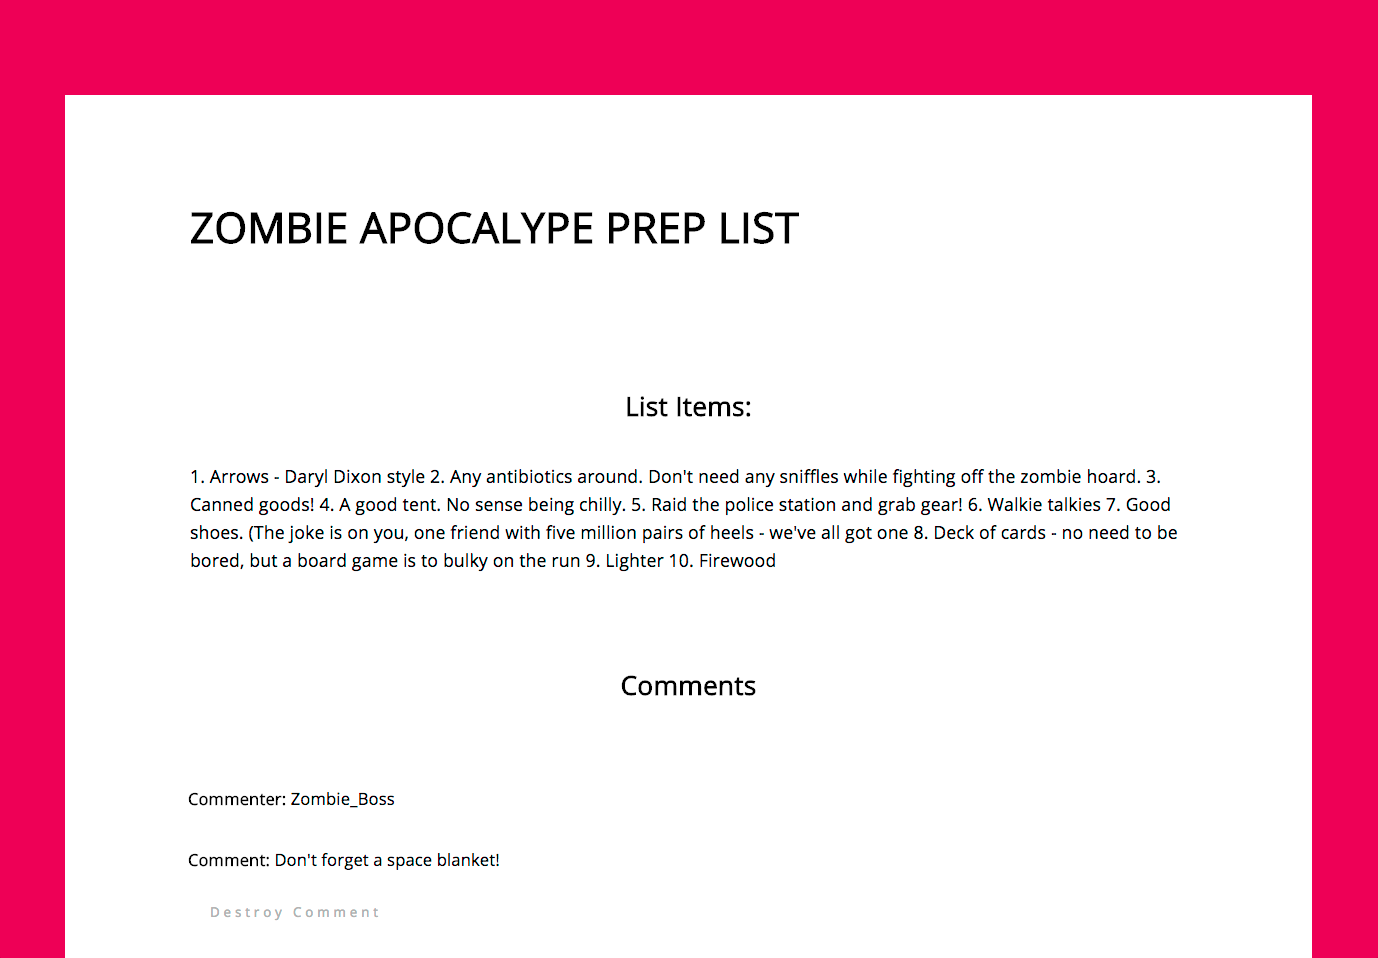 ZOMBIE APOCALYPE PREP LIST
List Items:
1. Arrows - Daryl Dixon style 2. Any antibiotics around. Don't need any sniffles while fighting off the zombie hoard. 3.
Canned goods! 4. A good tent. No sense being chilly. 5. Raid the police station and grab gear! 6. Walkie talkies 7. Good
shoes. (The joke is on you, one friend with five million pairs of heels - we've all got one 8. Deck of cards - no need to be
bored, but a board game is to bulky on the run 9. Lighter 10. Firewood
Comments
Commenter: Zombie_Boss
Comment: Don't forget a space blanket!
Destroy Comment